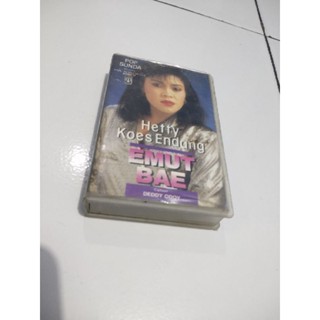 POP
SUNDA
Hetty
Koes Endang
EMUT
BAE